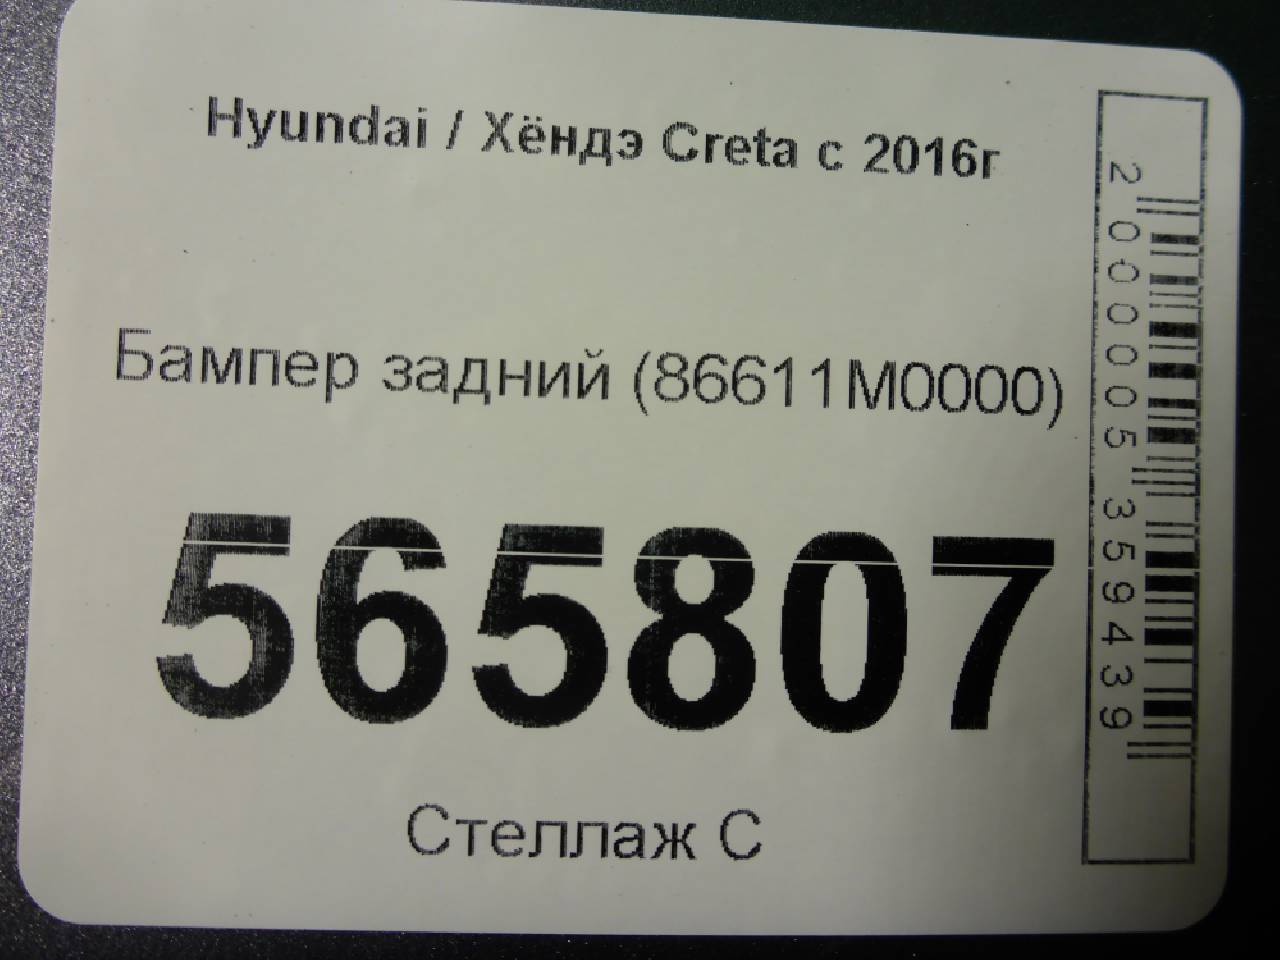 Hyundai / Хёндэ Creta с 2016г
Бампер задний (86611M0000)
565807
Стеллаж С
2000005359439